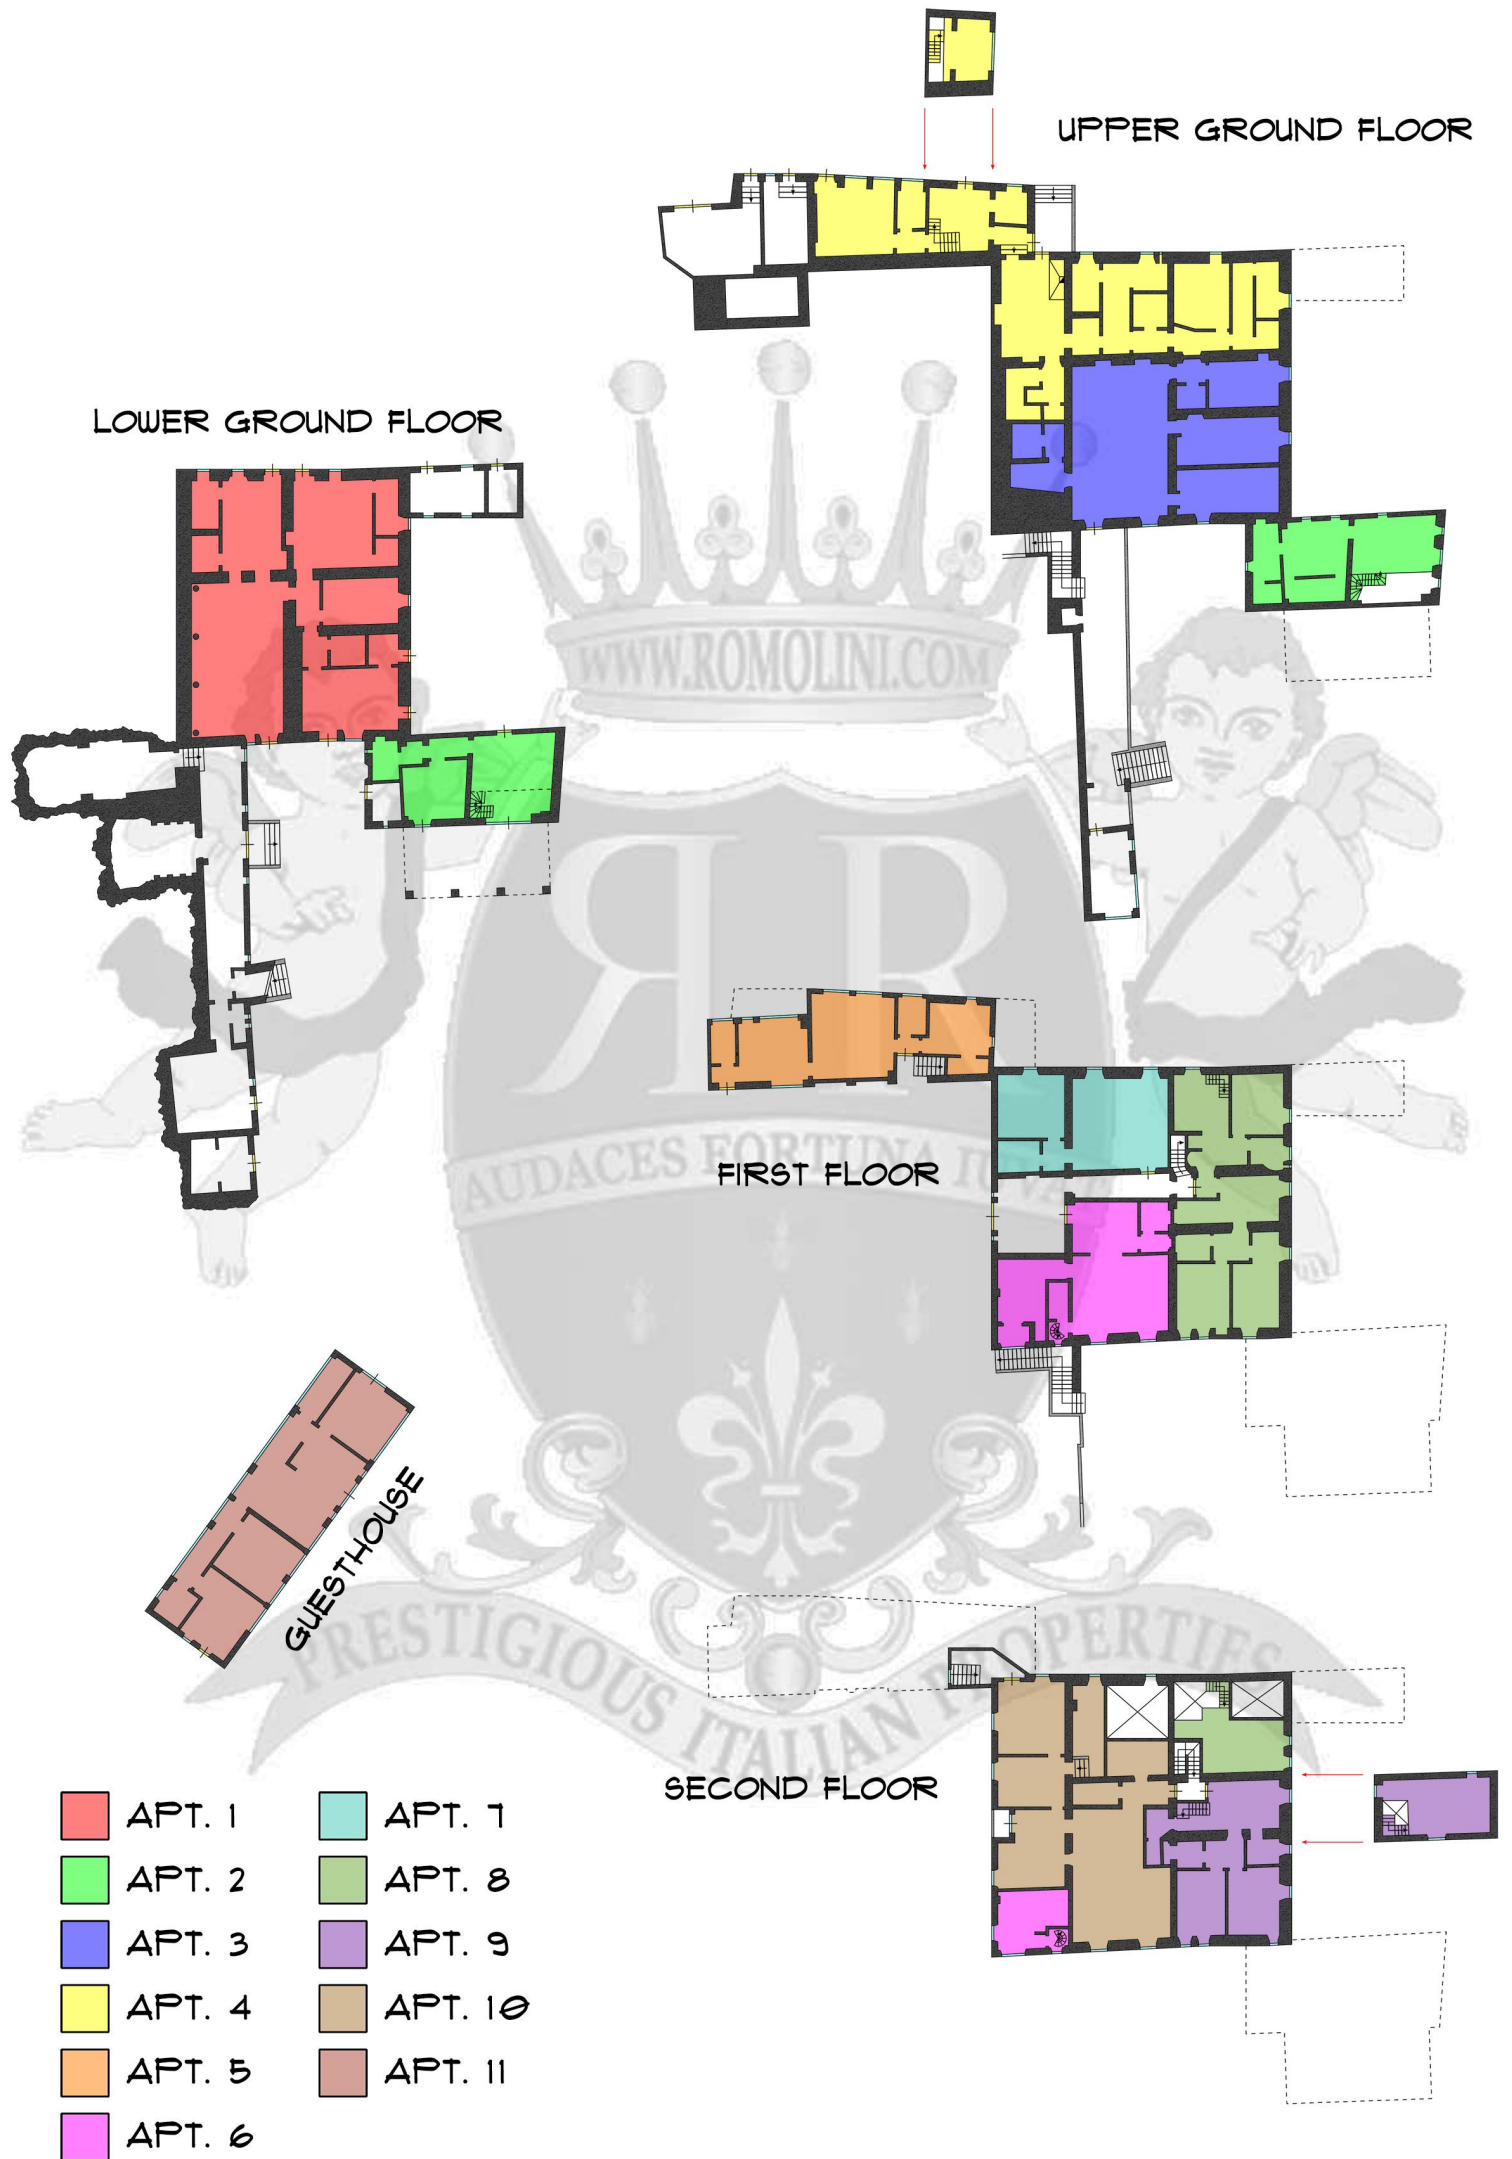 UPPER GROUND FLOOR
LOWER GROUND FLOOR
WWW.ROMOLINI.COM
RR
AUDACES FORTUNA IUVAT
FIRST FLOOR
GUESTHOUSE
PRESTIGIOUS ITALIAN PROPERTIES
SECOND FLOOR
APT. 1
APT. 2
APT. 3
APT. 4
APT. 5
APT. 6
APT. 7
APT. 8
APT. 9
APT. 10
APT. 11